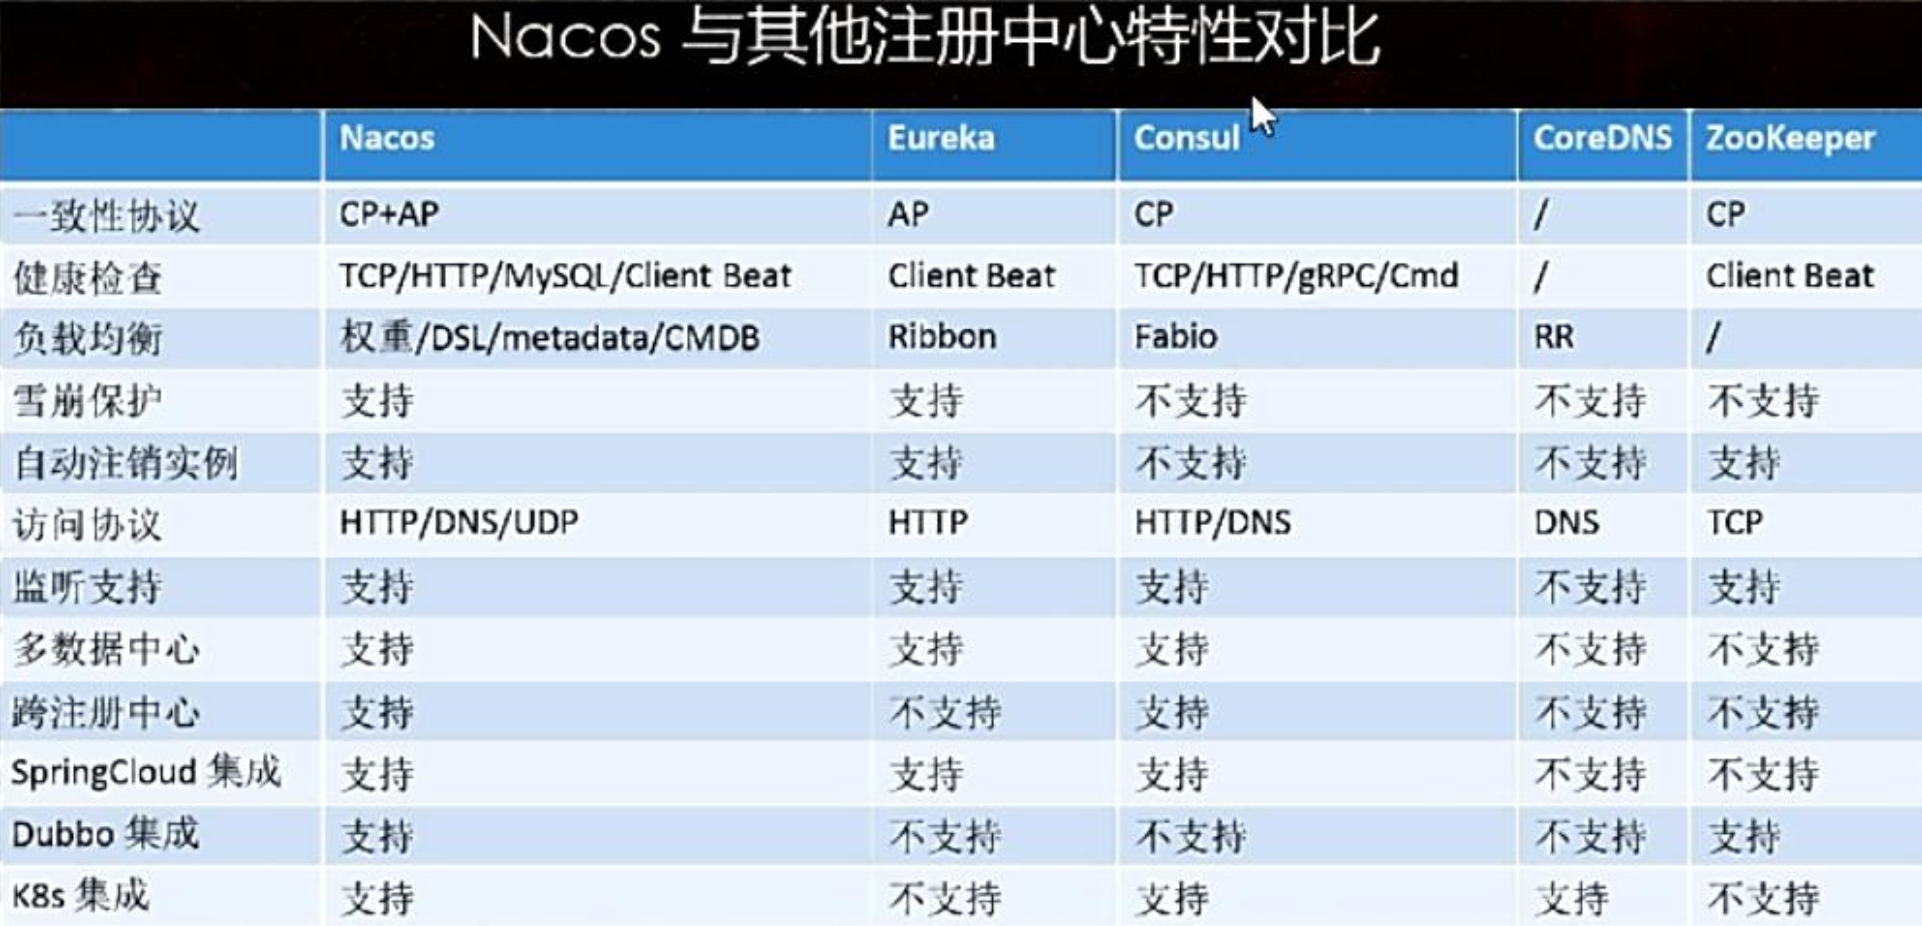 Nacos 与其他注册中心特性对比
Nacos Eureka Consul CoreDNS ZooKeeper
一致性协议 CP+AP AP CP / CP
健康检查 TCP/HTTP/MySQL/Client Beat Client Beat TCP/HTTP/gRPC/Cmd / Client Beat
负载均衡 权重/DSL/metadata/CMDB Ribbon Fabio RR /
雪崩保护 支持 支持 不支持 不支持 不支持
自动注销实例 支持 支持 不支持 不支持 支持
访问协议 HTTP/DNS/UDP HTTP HTTP/DNS DNS TCP
监听支持 支持 支持 支持 不支持 支持
多数据中心 支持 支持 支持 不支持 不支持
跨注册中心 支持 不支持 支持 不支持 不支持
SpringCloud 集成 支持 支持 支持 不支持 不支持
Dubbo 集成 支持 不支持 不支持 不支持 支持
K8s 集成 支持 不支持 支持 支持 不支持